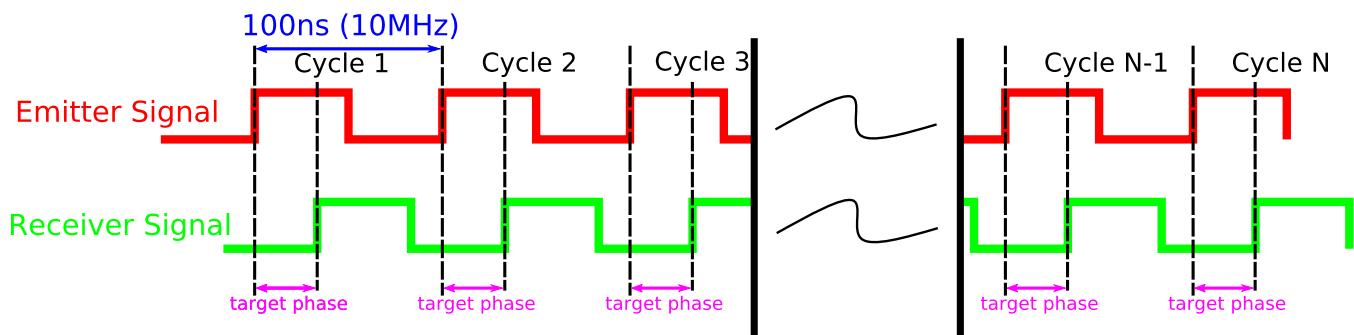 100ns (10MHz)
Cycle 1
Cycle 2
Cycle 3
Cycle N-1
Cycle N
Emitter Signal
Receiver Signal
target phase
target phase
target phase
target phase
target phase